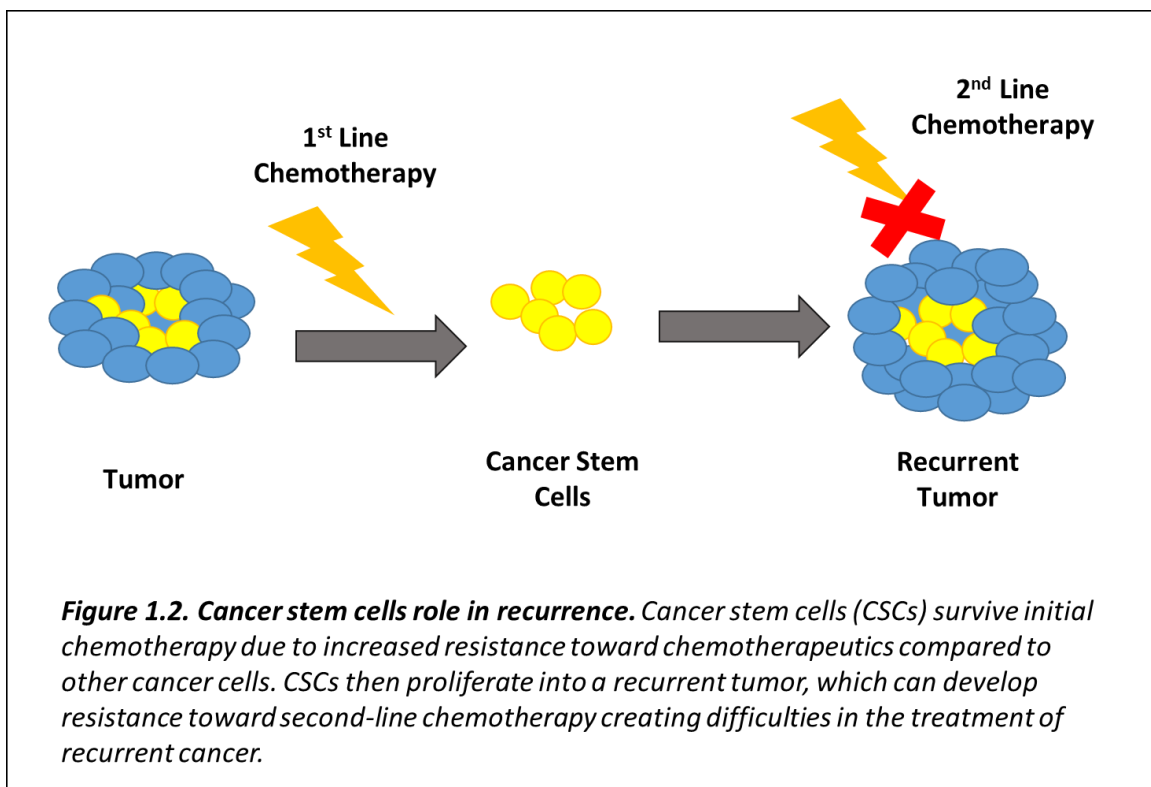 1st Line
Chemotherapy
2nd Line
Chemotherapy
Tumor
Cancer Stem
Cells
Recurrent
Tumor
Figure 1.2. Cancer stem cells role in recurrence. Cancer stem cells (CSCs) survive initial
chemotherapy due to increased resistance toward chemotherapeutics compared to
other cancer cells. CSCs then proliferate into a recurrent tumor, which can develop
resistance toward second-line chemotherapy creating difficulties in the treatment of
recurrent cancer.